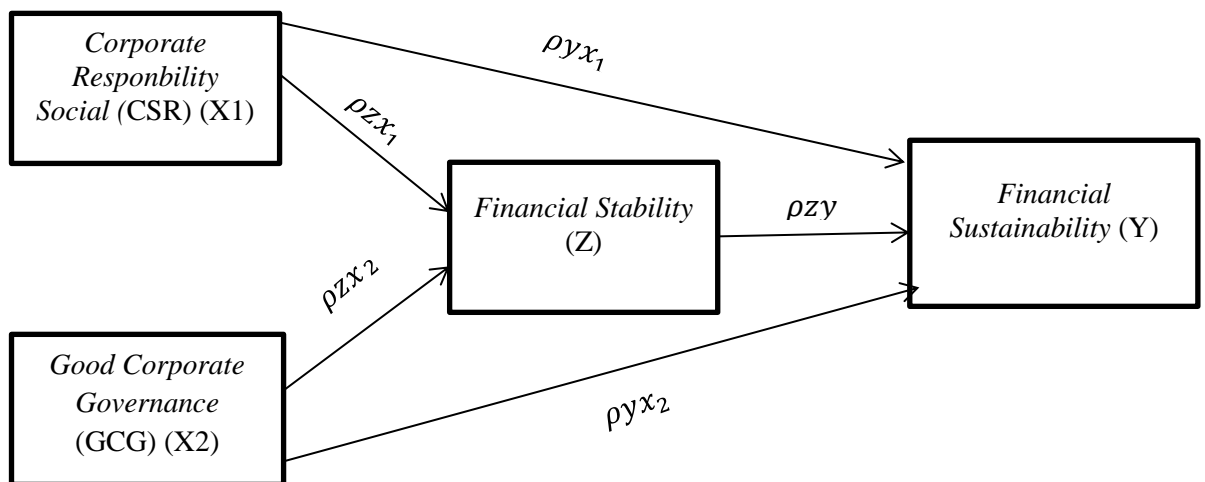 Corporate
Responbility
Social (CSR) (X1)
ρyx₁
ρzx₁
Financial Stability
(Z)
ρzy
Financial
Sustainability (Y)
ρzx₂
Good Corporate
Governance
(GCG) (X2)
ρyx₂